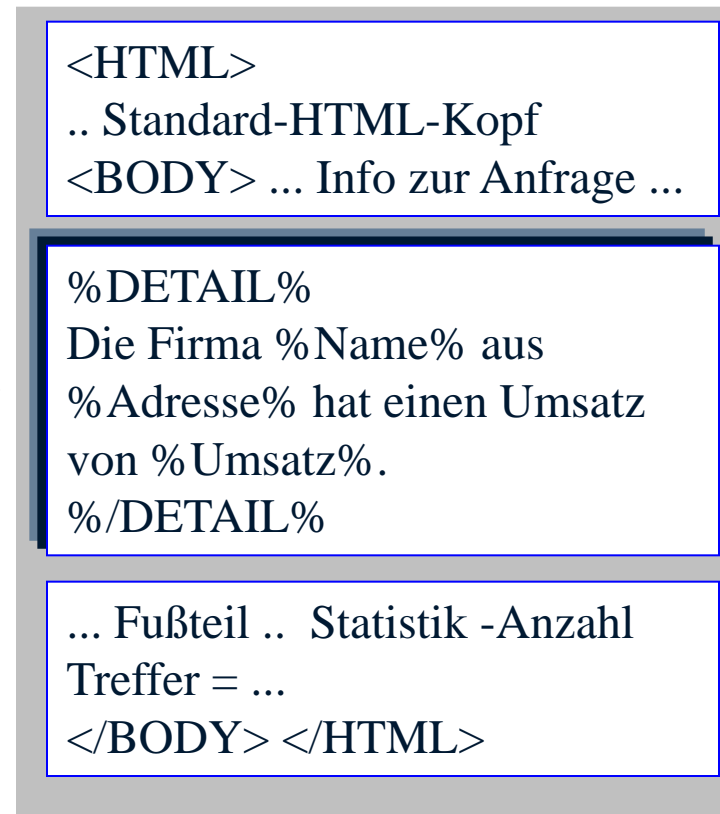 <HTML>
.. Standard-HTML-Kopf
<BODY> ... Info zur Anfrage ...
%DETAIL%
Die Firma %Name% aus
%Adresse% hat einen Umsatz
von %Umsatz%.
%/DETAIL%
... Fußteil .. Statistik -Anzahl
Treffer = ...
</BODY> </HTML>